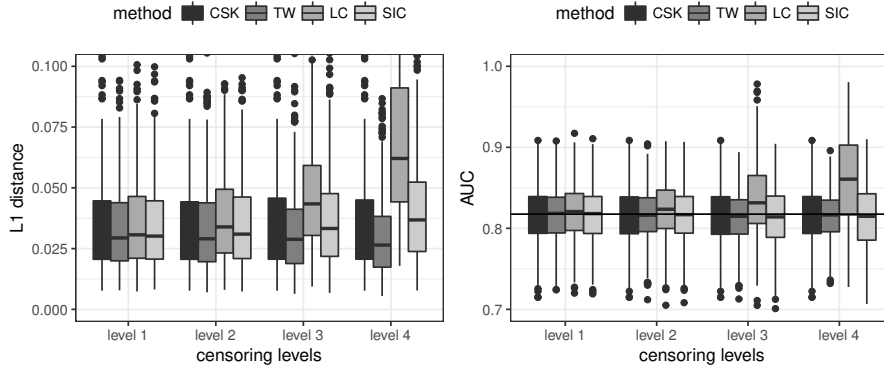 method CSK TW LC SIC
L1 distance
0.100
0.075
0.050
0.025
0.000
level 1 level 2 level 3 level 4
censoring levels
method CSK TW LC SIC
AUC
1.0
0.9
0.8
0.7
level 1 level 2 level 3 level 4
censoring levels